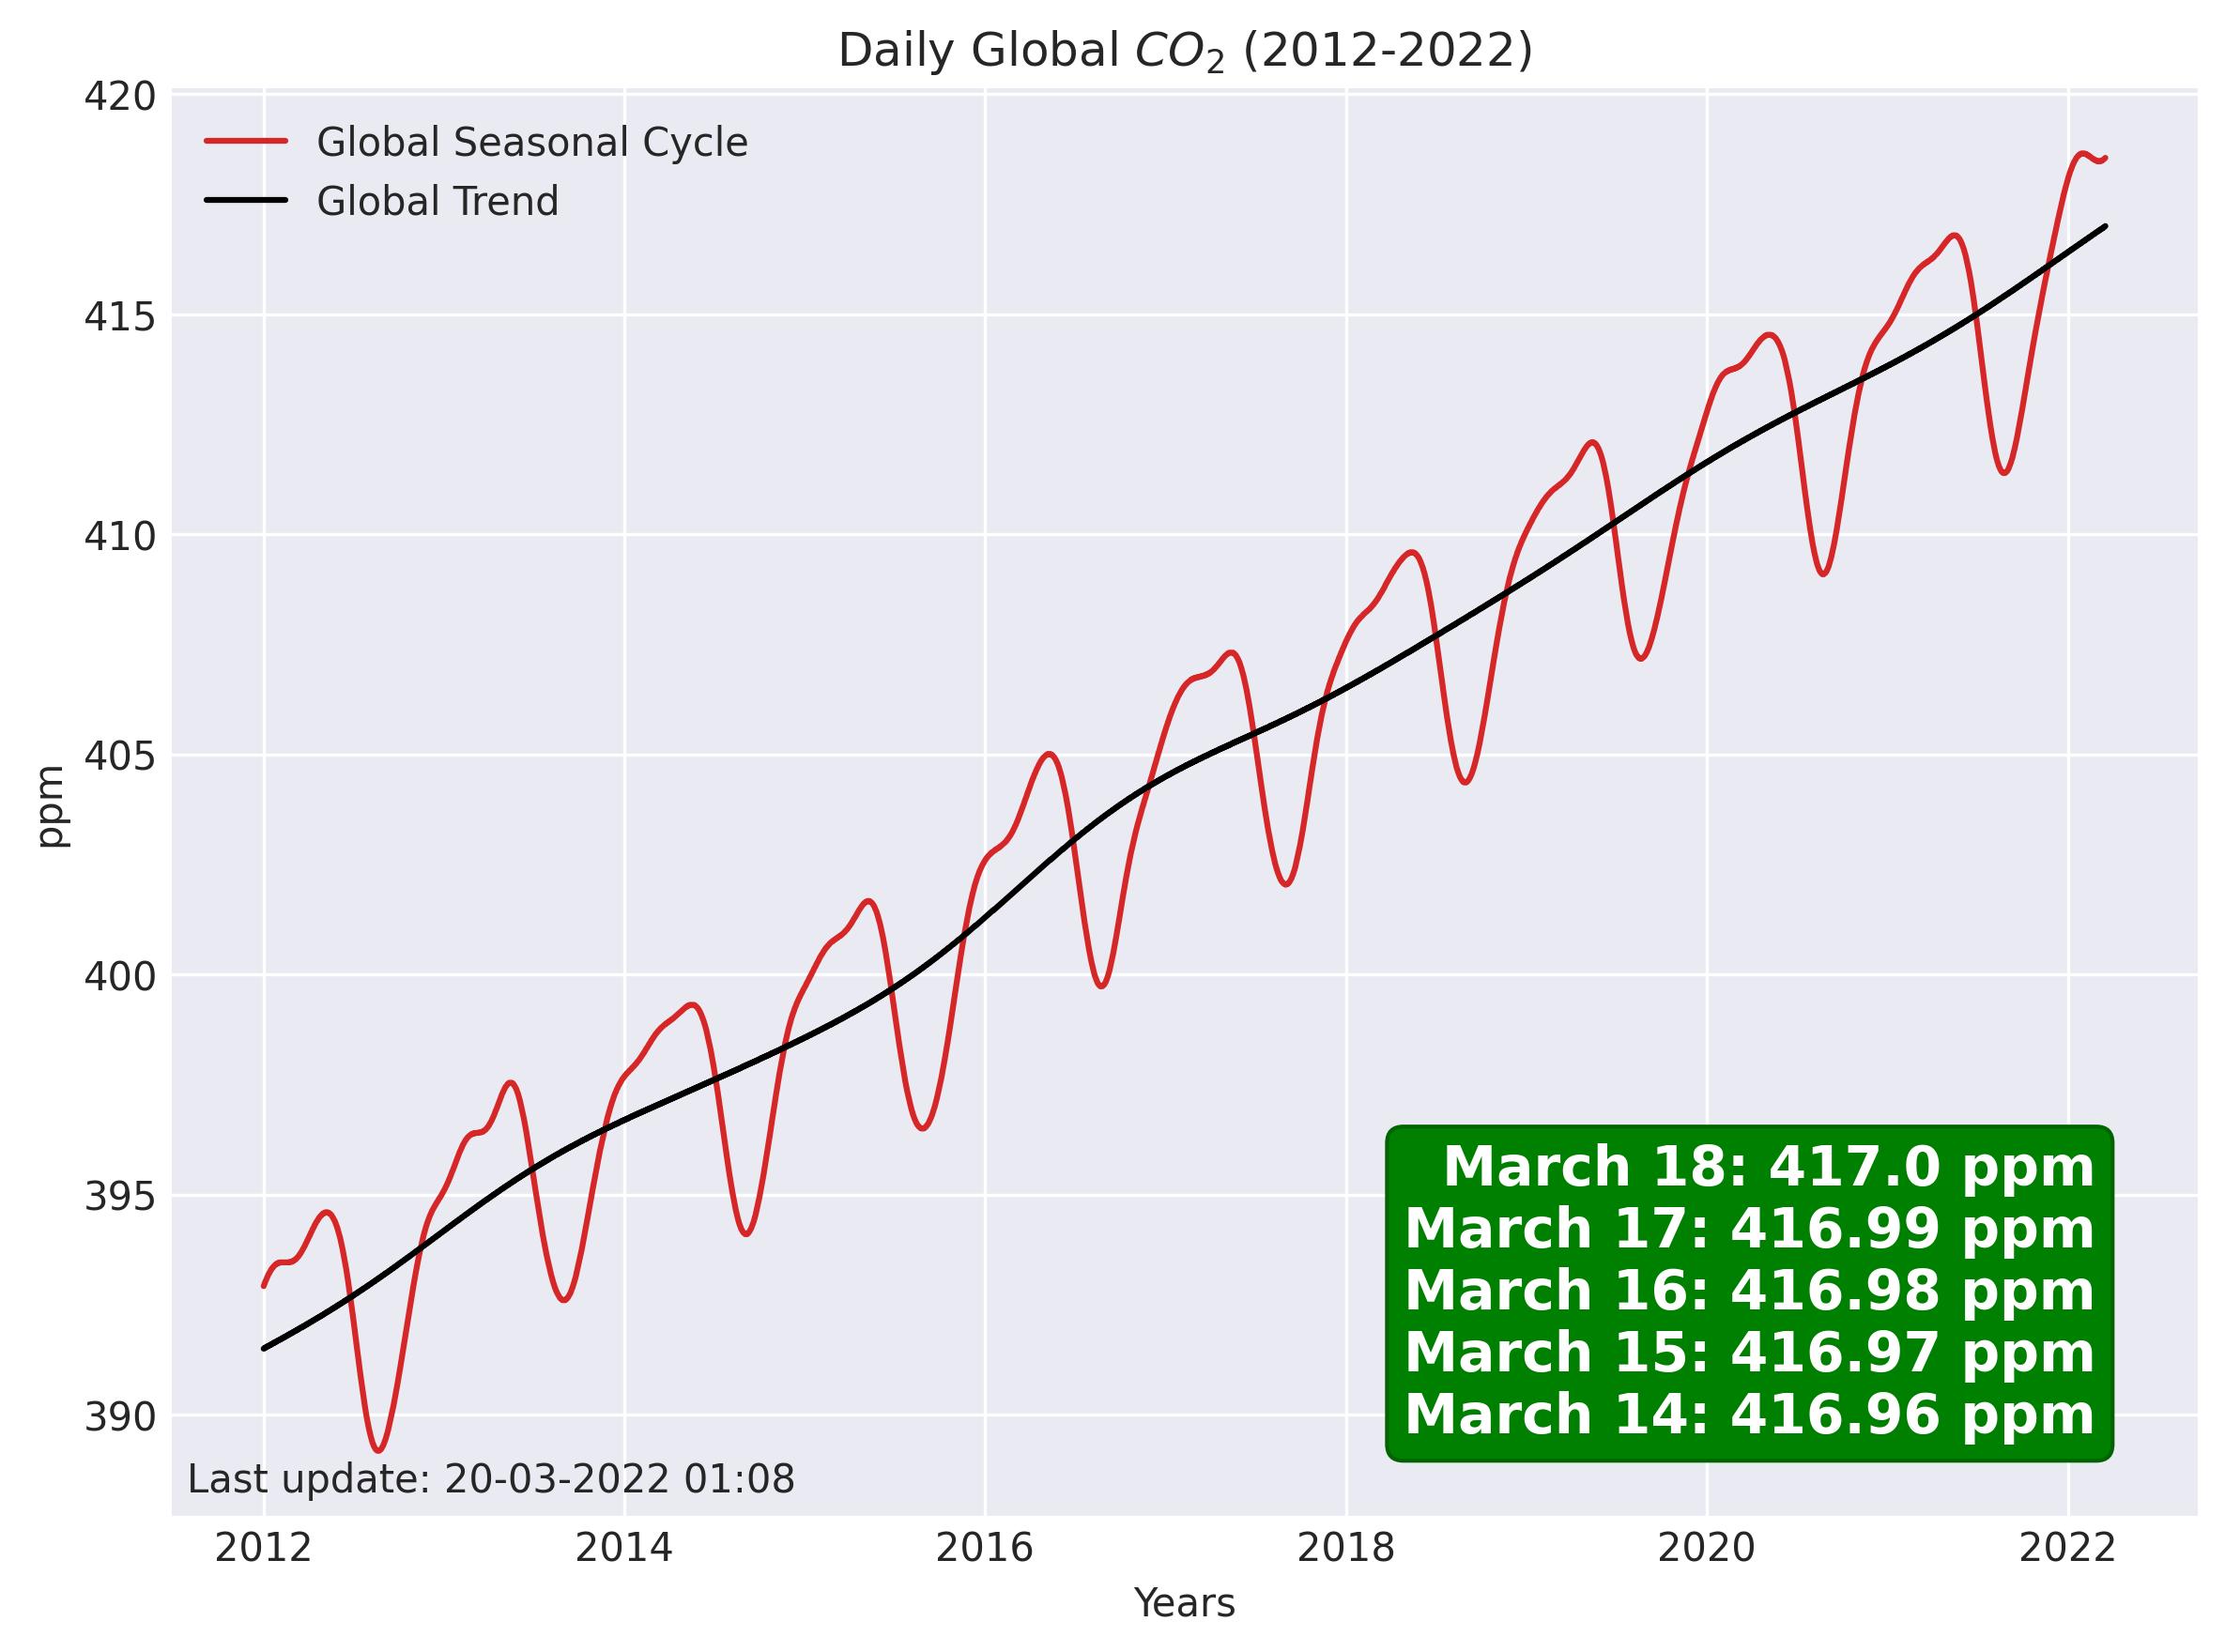 Daily Global CO₂ (2012-2022)
420
415
410
405
400
395
390
ppm
Global Seasonal Cycle
Global Trend
March 18: 417.0 ppm
March 17: 416.99 ppm
March 16: 416.98 ppm
March 15: 416.97 ppm
March 14: 416.96 ppm
Last update: 20-03-2022 01:08
2012 2014 2016 2018 2020 2022
Years